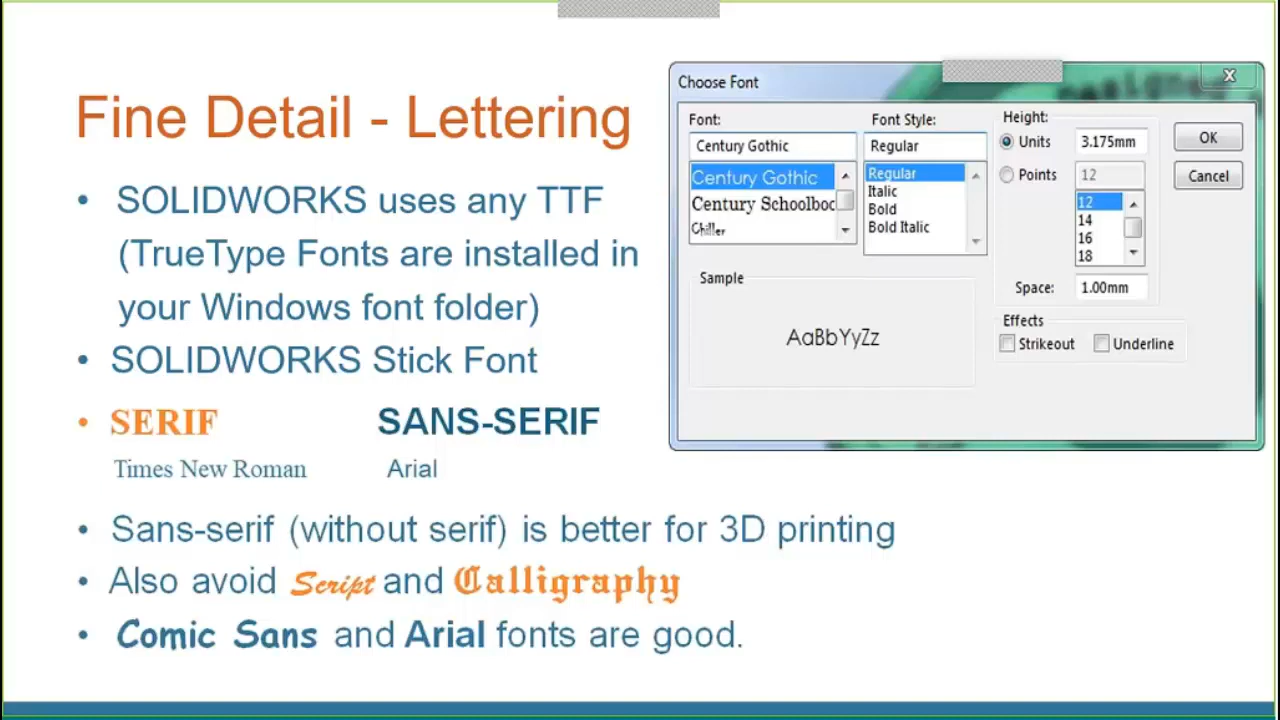 Fine Detail - Lettering
• SOLIDWORKS uses any TTF
(TrueType Fonts are installed in
your Windows font folder)
• SOLIDWORKS Stick Font
• SERIF SANS-SERIF
Times New Roman Arial
• Sans-serif (without serif) is better for 3D printing
• Also avoid Script and Calligraphy
• Comic Sans and Arial fonts are good.
Choose Font
X
Font:
Century Gothic
Century Gothic
Century Schoolboo
Chiller
Font Style:
Regular
Regular
Italic
Bold
Bold Italic
Height:
Units 3.175mm
Points 12
12
14
16
18
Space: 1.00mm
OK
Cancel
Sample
AaBbYyZz
Effects
Strikeout Underline